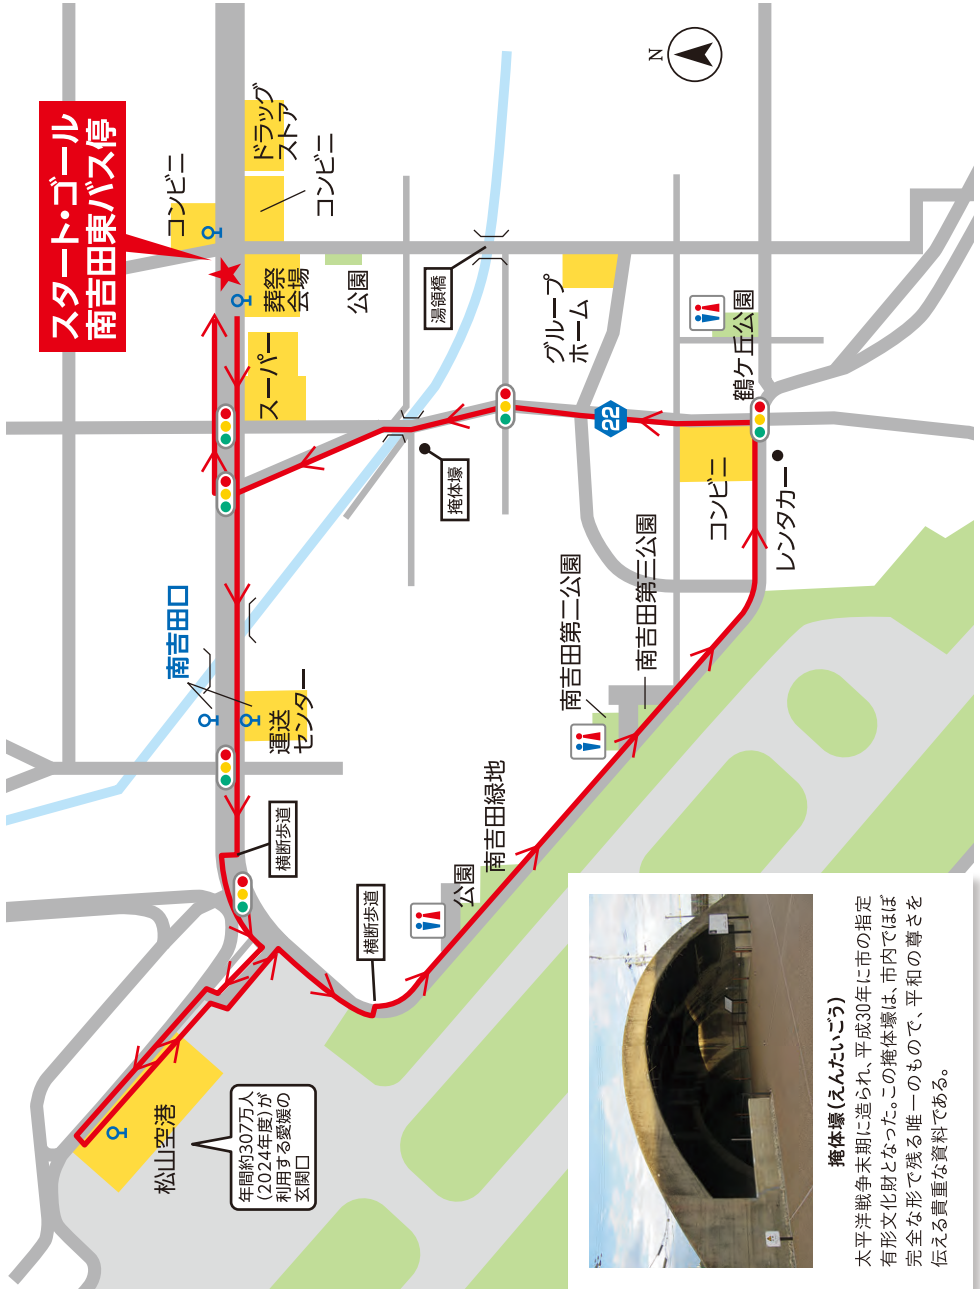 スタート・ゴール
南吉田東バス停
コンビニ
ドラッグ
ストア
コンビニ
葬祭
会場
公園
スーパー
湯領橋
グループ
ホーム
鶴ケ丘公園
N
22
掩体壕
コンビニ
レンタカー
南吉田口
運送
センター
南吉田第二公園
南吉田第三公園
横断歩道
横断歩道
公園
南吉田緑地
松山空港
年間約307万人
(2024年度)が
利用する愛媛の
玄関口
掩体壕(えんたいごう)
太平洋戦争末期に造られ、平成30年に市の指定
有形文化財となった。この掩体壕は、市内でほぼ
完全な形で残る唯一のもので、平和の尊さを
伝える貴重な資料である。